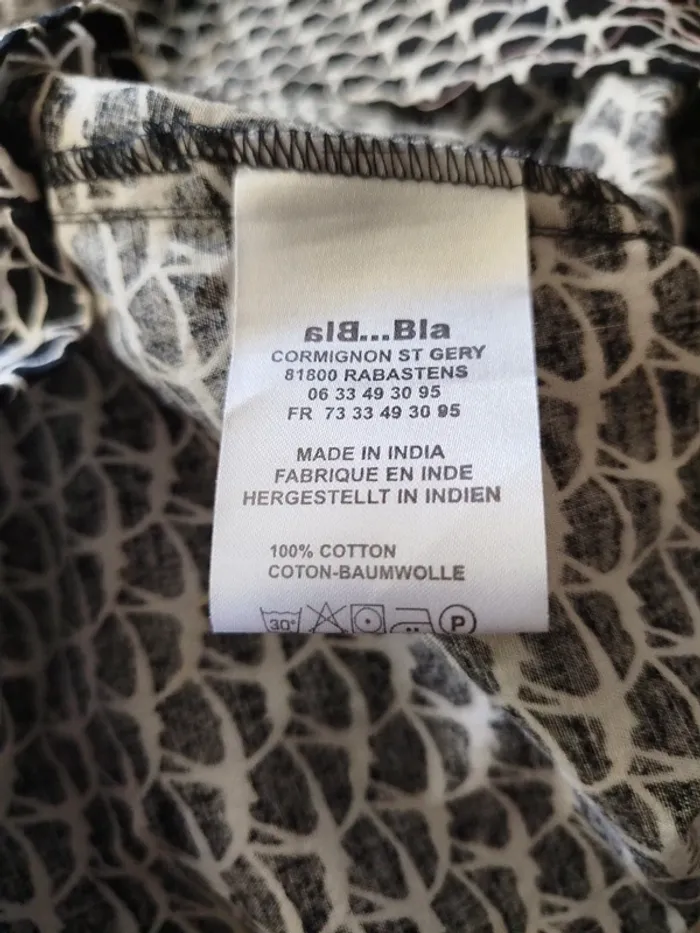 Bla...Bla
CORMIGNON ST GERY
81800 RABASTENS
06 33 49 30 95
FR 73 33 49 30 95
MADE IN INDIA
FABRIQUE EN INDE
HERGESTELLT IN INDIEN
100% COTTON
COTON-BAUMWOLLE
30° P